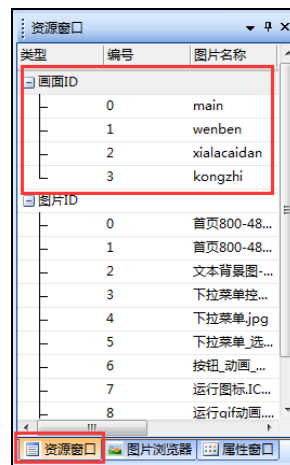 资源窗口
类型 编号 图片名称
画面ID
0 main
1 wenben
2 xialacaidan
3 kongzhi
图片ID
0 首页800-48...
1 首页800-48...
2 文本背景图-...
3 下拉菜单控...
4 下拉菜单.jpg
5 下拉菜单_选...
6 按钮_动画_...
7 运行图标.IC...
8 运行gif动画....
资源窗口 图片浏览器 属性窗口